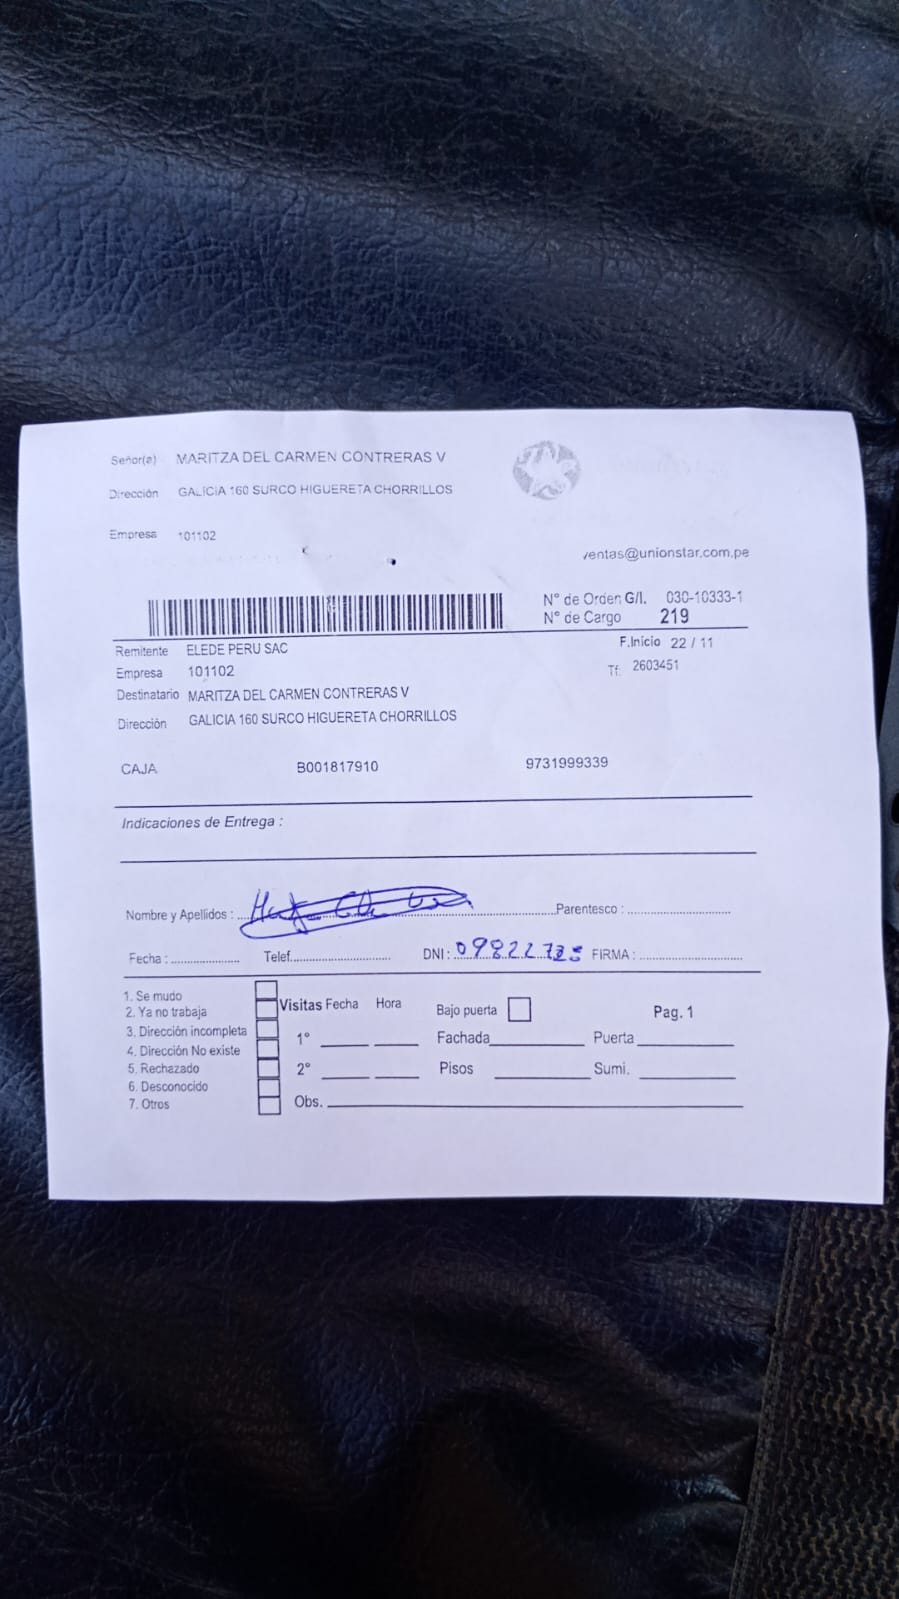 Señor(a) MARITZA DEL CARMEN CONTRERAS V
Dirección GALICIA 160 SURCO HIGUERETA CHORRILLOS
Empresa 101102
ventas@unionstar.com.pe
N° de Orden G/I. 030-10333-1
N° de Cargo 219
Remitente ELEDE PERU SAC
F.Inicio 22 / 11
Empresa 101102
Tf: 2603451
Destinatario MARITZA DEL CARMEN CONTRERAS V
Dirección GALICIA 160 SURCO HIGUERETA CHORRILLOS
CAJA B001817910 9731999339
Indicaciones de Entrega :
Nombre y Apellidos : Parentesco :
Fecha : Telef. DNI : FIRMA :
1. Se mudo
2. Ya no trabaja
3. Dirección incompleta
4. Dirección No existe
5. Rechazado
6. Desconocido
7. Otros
Visitas Fecha Hora Bajo puerta Pag. 1
1° Fachada Puerta
2° Pisos Sumi.
Obs.